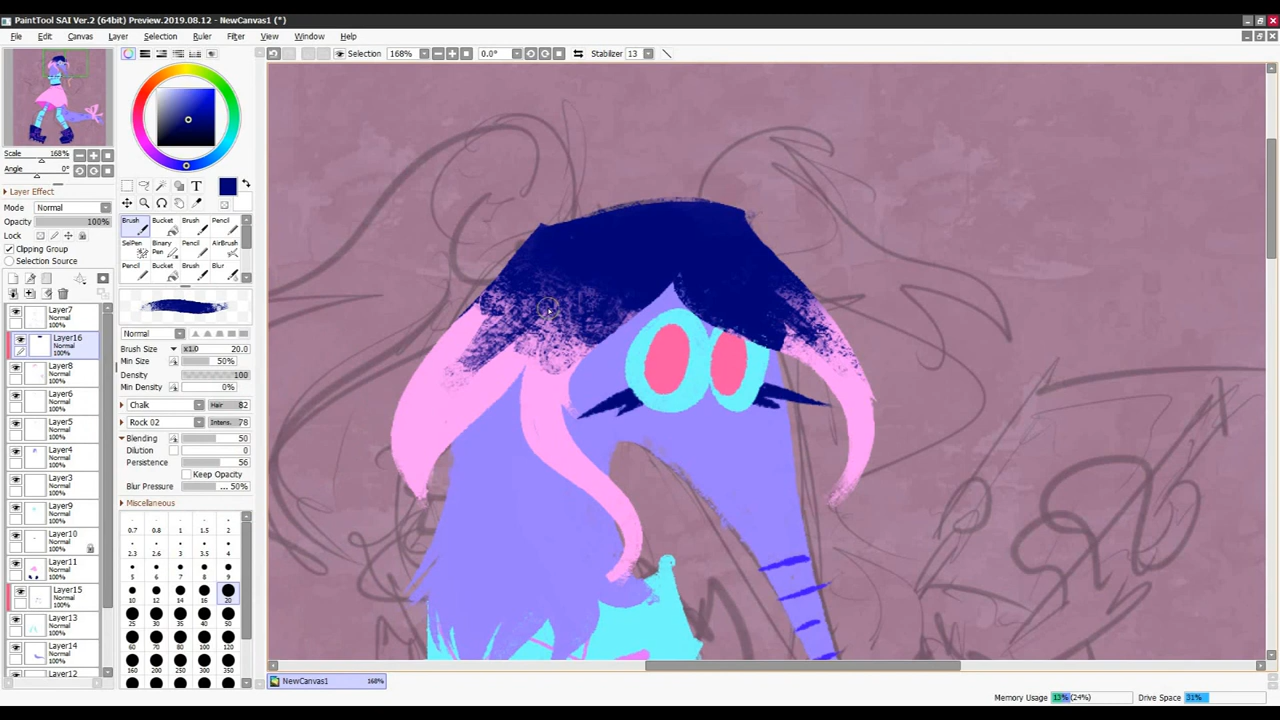 PaintTool SAI Ver.2 (64bit) Preview.2019.08.12 - NewCanvas1 (*)
File Edit Canvas Layer Selection Ruler Filter View Window Help
Selection 168% 0.0° Stabilizer 13
Scale 168%
Angle 0°
Layer Effect
Mode Normal
Opacity 100%
Lock
Clipping Group
Selection Source
Layer7
Normal
100%
Layer16
Normal
100%
Layer8
Normal
100%
Layer6
Normal
100%
Layer5
Normal
100%
Layer4
Normal
100%
Layer3
Normal
100%
Layer9
Normal
100%
Layer10
Normal
100%
Layer11
Normal
100%
Layer15
Normal
100%
Layer13
Normal
100%
Layer14
Normal
100%
Layer12
T
Brush Bucket Brush Pencil
SelPen Binary Pen Pencil AirBrush
Pencil Bucket Brush Blur
Normal
Brush Size x1.0 20.0
Min Size 50%
Density 100
Min Density 0%
Chalk Hair 82
Rock 02 Intens. 78
Blending 50
Dilution 0
Persistence 56
Keep Opacity
Blur Pressure ... 50%
Miscellaneous
0.7 0.8 1 1.5 2
2.3 2.6 3 3.5 4
5 6 7 8 9
10 12 14 16 20
25 30 35 40 50
60 70 80 100 120
160 200 250 300 350
NewCanvas1 168%
Memory Usage 13% (24%) Drive Space 31%